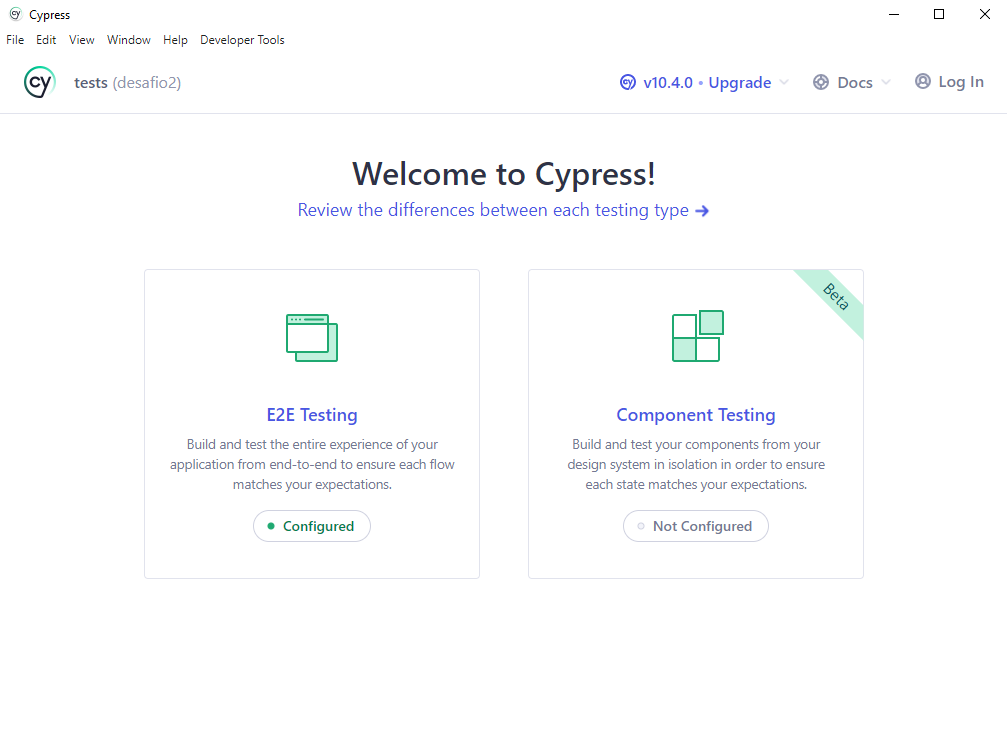 Cypress
File Edit View Window Help Developer Tools
cy tests (desafio2) cy v10.4.0 • Upgrade Docs Log In
Welcome to Cypress!
Review the differences between each testing type →
Beta
E2E Testing
Build and test the entire experience of your
application from end-to-end to ensure each flow
matches your expectations.
Configured
Component Testing
Build and test your components from your
design system in isolation in order to ensure
each state matches your expectations.
Not Configured